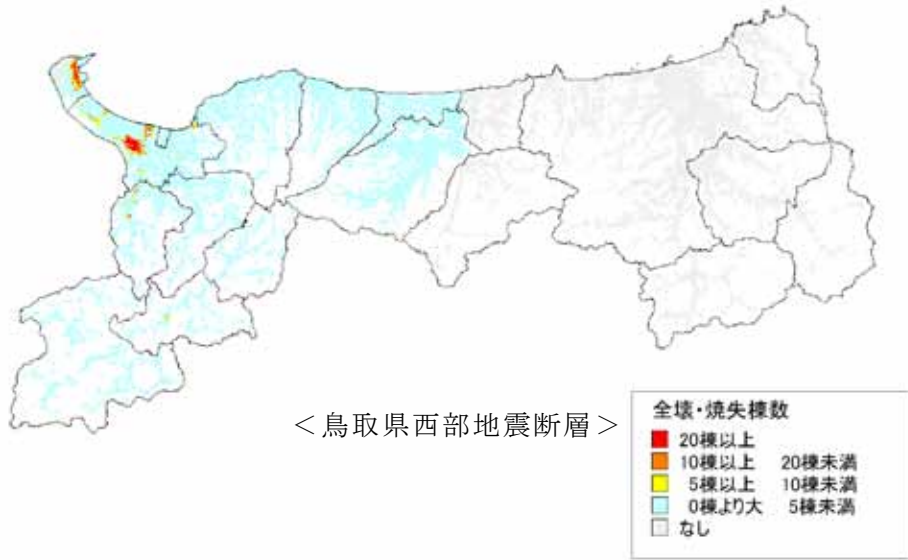 ＜鳥取県西部地震断層＞
全壊・焼失棟数
20棟以上
10棟以上 20棟未満
5棟以上 10棟未満
0棟より大 5棟未満
なし